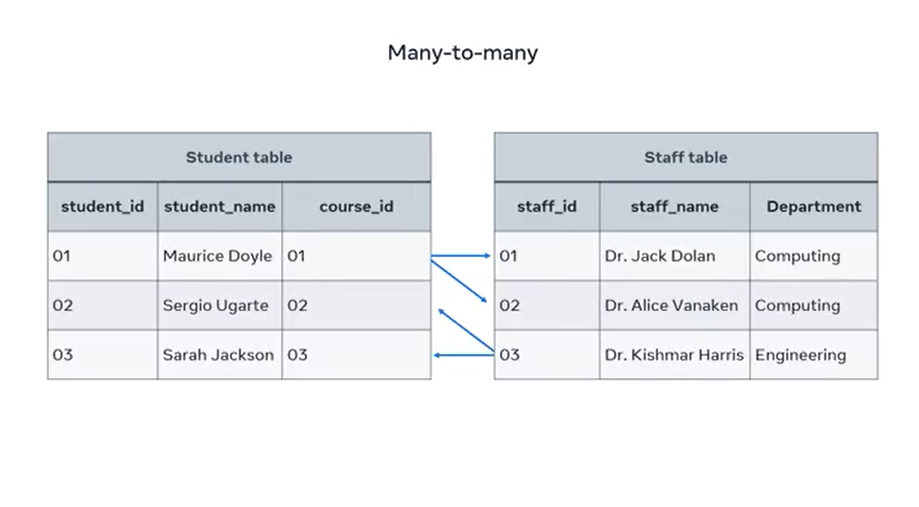 Many-to-many
Student table
student_id student_name course_id
01 Maurice Doyle 01
02 Sergio Ugarte 02
03 Sarah Jackson 03
Staff table
staff_id staff_name Department
01 Dr. Jack Dolan Computing
02 Dr. Alice Vanaken Computing
03 Dr. Kishmar Harris Engineering